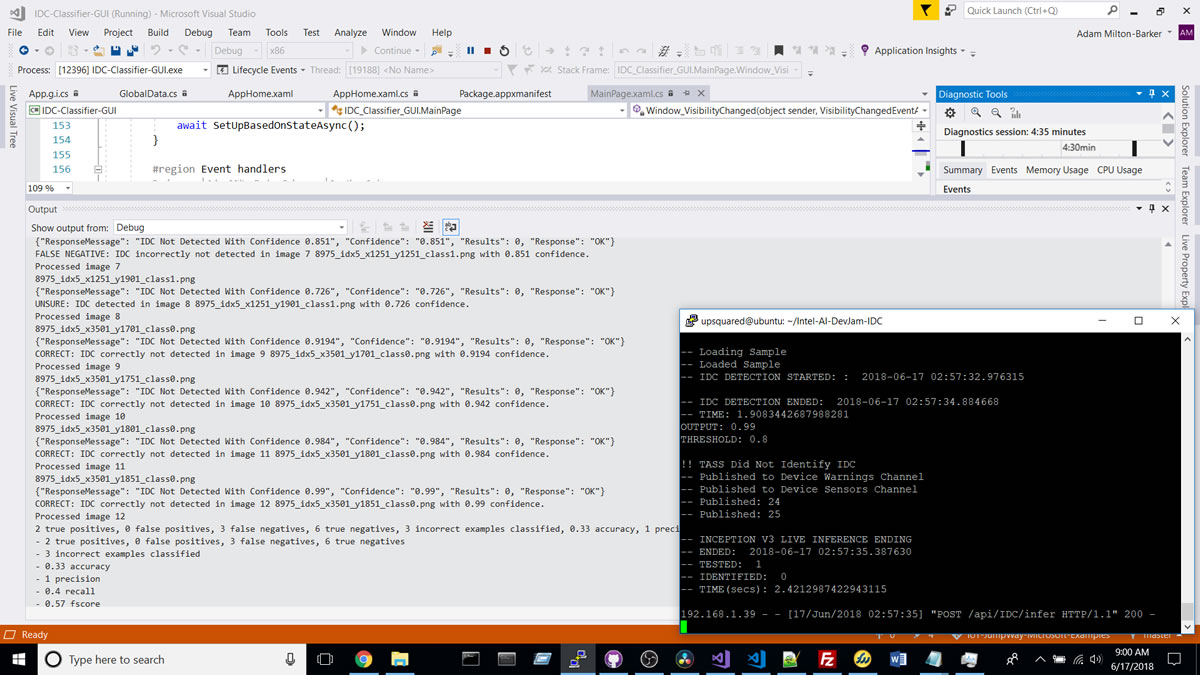 IDC-Classifier-GUI (Running) - Microsoft Visual Studio
Quick Launch (Ctrl+Q)
File Edit View Project Build Debug Team Tools Test Analyze Window Help
Adam Milton-Barker AM
Debug x86 Continue Application Insights
Process: [12396] IDC-Classifier-GUI.exe Lifecycle Events Thread: [19188] <No Name> Stack Frame: IDC_Classifier_GUI.MainPage.Window_Visi
Live Visual Tree
App.g.i.cs GlobalData.cs AppHome.xaml AppHome.xaml.cs Package.appxmanifest MainPage.xaml.cs
IDC-Classifier-GUI IDC_Classifier_GUI.MainPage Window_VisibilityChanged(object sender, VisibilityChangedEventA
153 await SetUpBasedOnStateAsync();
154 }
155
156 #region Event handlers
109 %
Diagnostic Tools
Diagnostics session: 4:35 minutes
4:30min
Summary Events Memory Usage CPU Usage
Events
Solution Explorer
Team Explorer
Live Property Expl
Output
Show output from: Debug
{"ResponseMessage": "IDC Not Detected With Confidence 0.851", "Confidence": "0.851", "Results": 0, "Response": "OK"}
FALSE NEGATIVE: IDC incorrectly not detected in image 7 8975_idx5_x1251_y1251_class1.png with 0.851 confidence.
Processed image 7
8975_idx5_x1251_y1901_class1.png
{"ResponseMessage": "IDC Not Detected With Confidence 0.726", "Confidence": "0.726", "Results": 0, "Response": "OK"}
UNSURE: IDC detected in image 8 8975_idx5_x1251_y1901_class1.png with 0.726 confidence.
Processed image 8
8975_idx5_x3501_y1701_class0.png
{"ResponseMessage": "IDC Not Detected With Confidence 0.9194", "Confidence": "0.9194", "Results": 0, "Response": "OK"}
CORRECT: IDC correctly not detected in image 9 8975_idx5_x3501_y1701_class0.png with 0.9194 confidence.
Processed image 9
8975_idx5_x3501_y1751_class0.png
{"ResponseMessage": "IDC Not Detected With Confidence 0.942", "Confidence": "0.942", "Results": 0, "Response": "OK"}
CORRECT: IDC correctly not detected in image 10 8975_idx5_x3501_y1751_class0.png with 0.942 confidence.
Processed image 10
8975_idx5_x3501_y1801_class0.png
{"ResponseMessage": "IDC Not Detected With Confidence 0.984", "Confidence": "0.984", "Results": 0, "Response": "OK"}
CORRECT: IDC correctly not detected in image 11 8975_idx5_x3501_y1801_class0.png with 0.984 confidence.
Processed image 11
8975_idx5_x3501_y1851_class0.png
{"ResponseMessage": "IDC Not Detected With Confidence 0.99", "Confidence": "0.99", "Results": 0, "Response": "OK"}
CORRECT: IDC correctly not detected in image 12 8975_idx5_x3501_y1851_class0.png with 0.99 confidence.
Processed image 12
2 true positives, 0 false positives, 3 false negatives, 6 true negatives, 3 incorrect examples classified, 0.33 accuracy, 1 preci
- 2 true positives, 0 false positives, 3 false negatives, 6 true negatives
- 3 incorrect examples classified
- 0.33 accuracy
- 1 precision
- 0.4 recall
- 0.57 fscore
upsquared@ubuntu: ~/Intel-AI-DevJam-IDC
-- Loading Sample
-- Loaded Sample
-- IDC DETECTION STARTED: : 2018-06-17 02:57:32.976315
-- IDC DETECTION ENDED: 2018-06-17 02:57:34.884668
-- TIME: 1.9083442687988281
OUTPUT: 0.99
THRESHOLD: 0.8
!! TASS Did Not Identify IDC
-- Published to Device Warnings Channel
-- Published to Device Sensors Channel
-- Published: 24
-- Published: 25
-- INCEPTION V3 LIVE INFERENCE ENDING
-- ENDED: 2018-06-17 02:57:35.387630
-- TESTED: 1
-- IDENTIFIED: 0
-- TIME(secs): 2.4212987422943115
192.168.1.39 - - [17/Jun/2018 02:57:35] "POST /api/IDC/infer HTTP/1.1" 200 -
Ready
0 4 IoT-JumpWay-Microsoft-Examples master
Type here to search
9:00 AM
6/17/2018